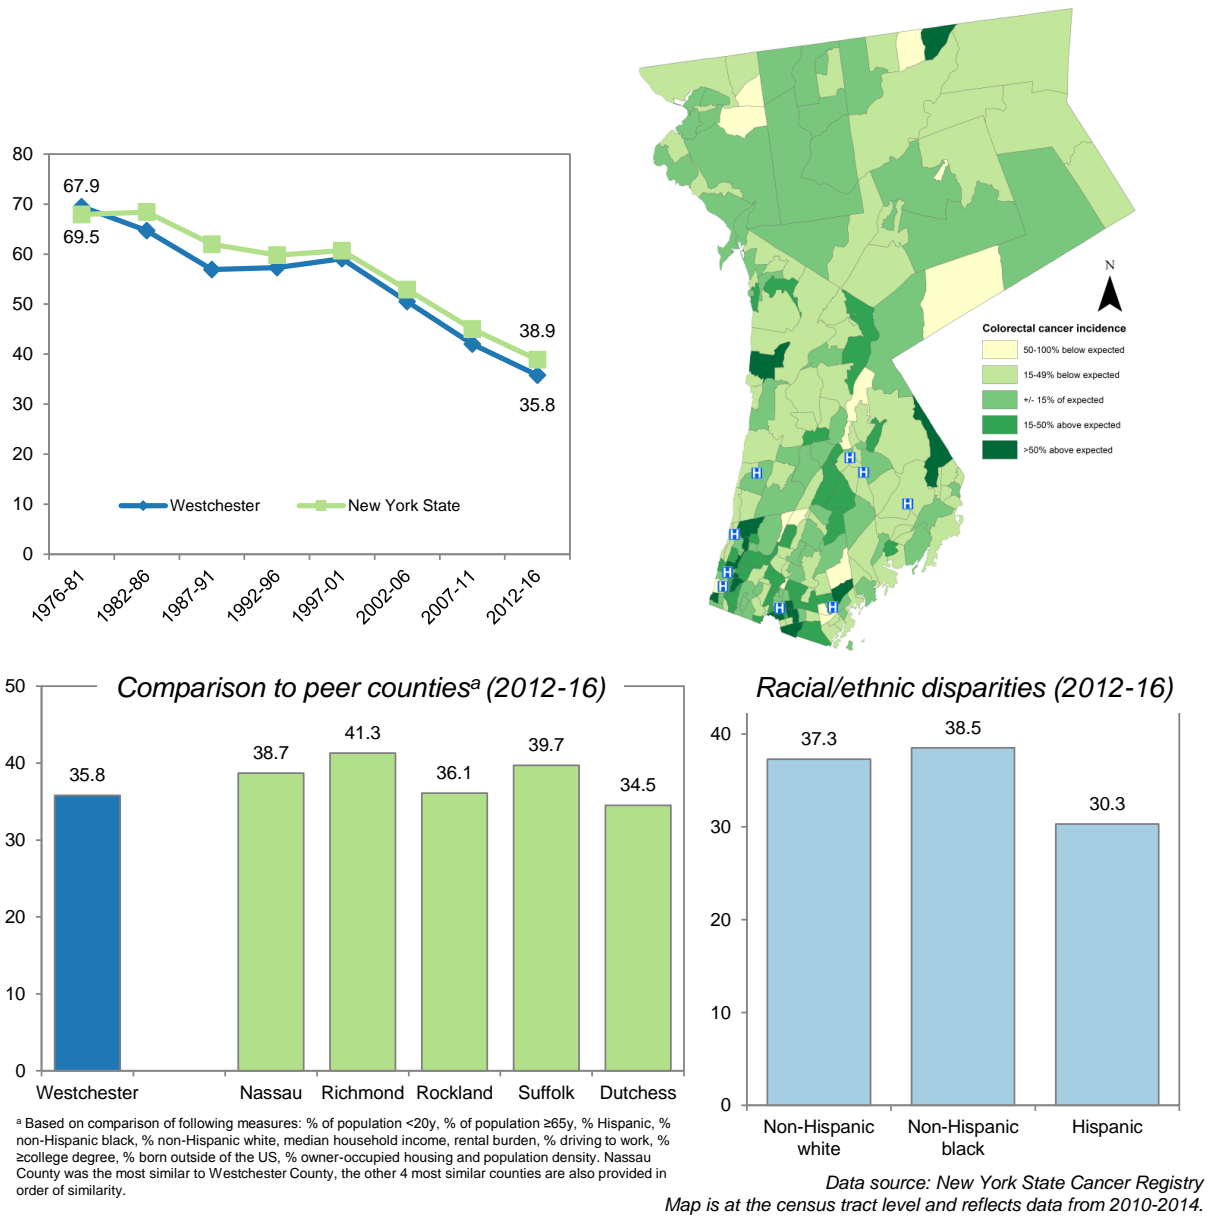 80
70
60
50
40
30
20
10
0
67.9
69.5
38.9
35.8
Westchester
New York State
1976-81
1982-86
1987-91
1992-96
1997-01
2002-06
2007-11
2012-16
N
Colorectal cancer incidence
50-100% below expected
15-49% below expected
+/- 15% of expected
15-50% above expected
>50% above expected
H
H
H
H
H
H
H
H
H
Comparison to peer countiesᵃ (2012-16)
50
40
30
20
10
0
35.8
38.7
41.3
36.1
39.7
34.5
Westchester
Nassau
Richmond
Rockland
Suffolk
Dutchess
ᵃ Based on comparison of following measures: % of population <20y, % of population ≥65y, % Hispanic, %
non-Hispanic black, % non-Hispanic white, median household income, rental burden, % driving to work, %
≥college degree, % born outside of the US, % owner-occupied housing and population density. Nassau
County was the most similar to Westchester County, the other 4 most similar counties are also provided in
order of similarity.
Racial/ethnic disparities (2012-16)
40
30
20
10
0
37.3
38.5
30.3
Non-Hispanic
white
Non-Hispanic
black
Hispanic
Data source: New York State Cancer Registry
Map is at the census tract level and reflects data from 2010-2014.